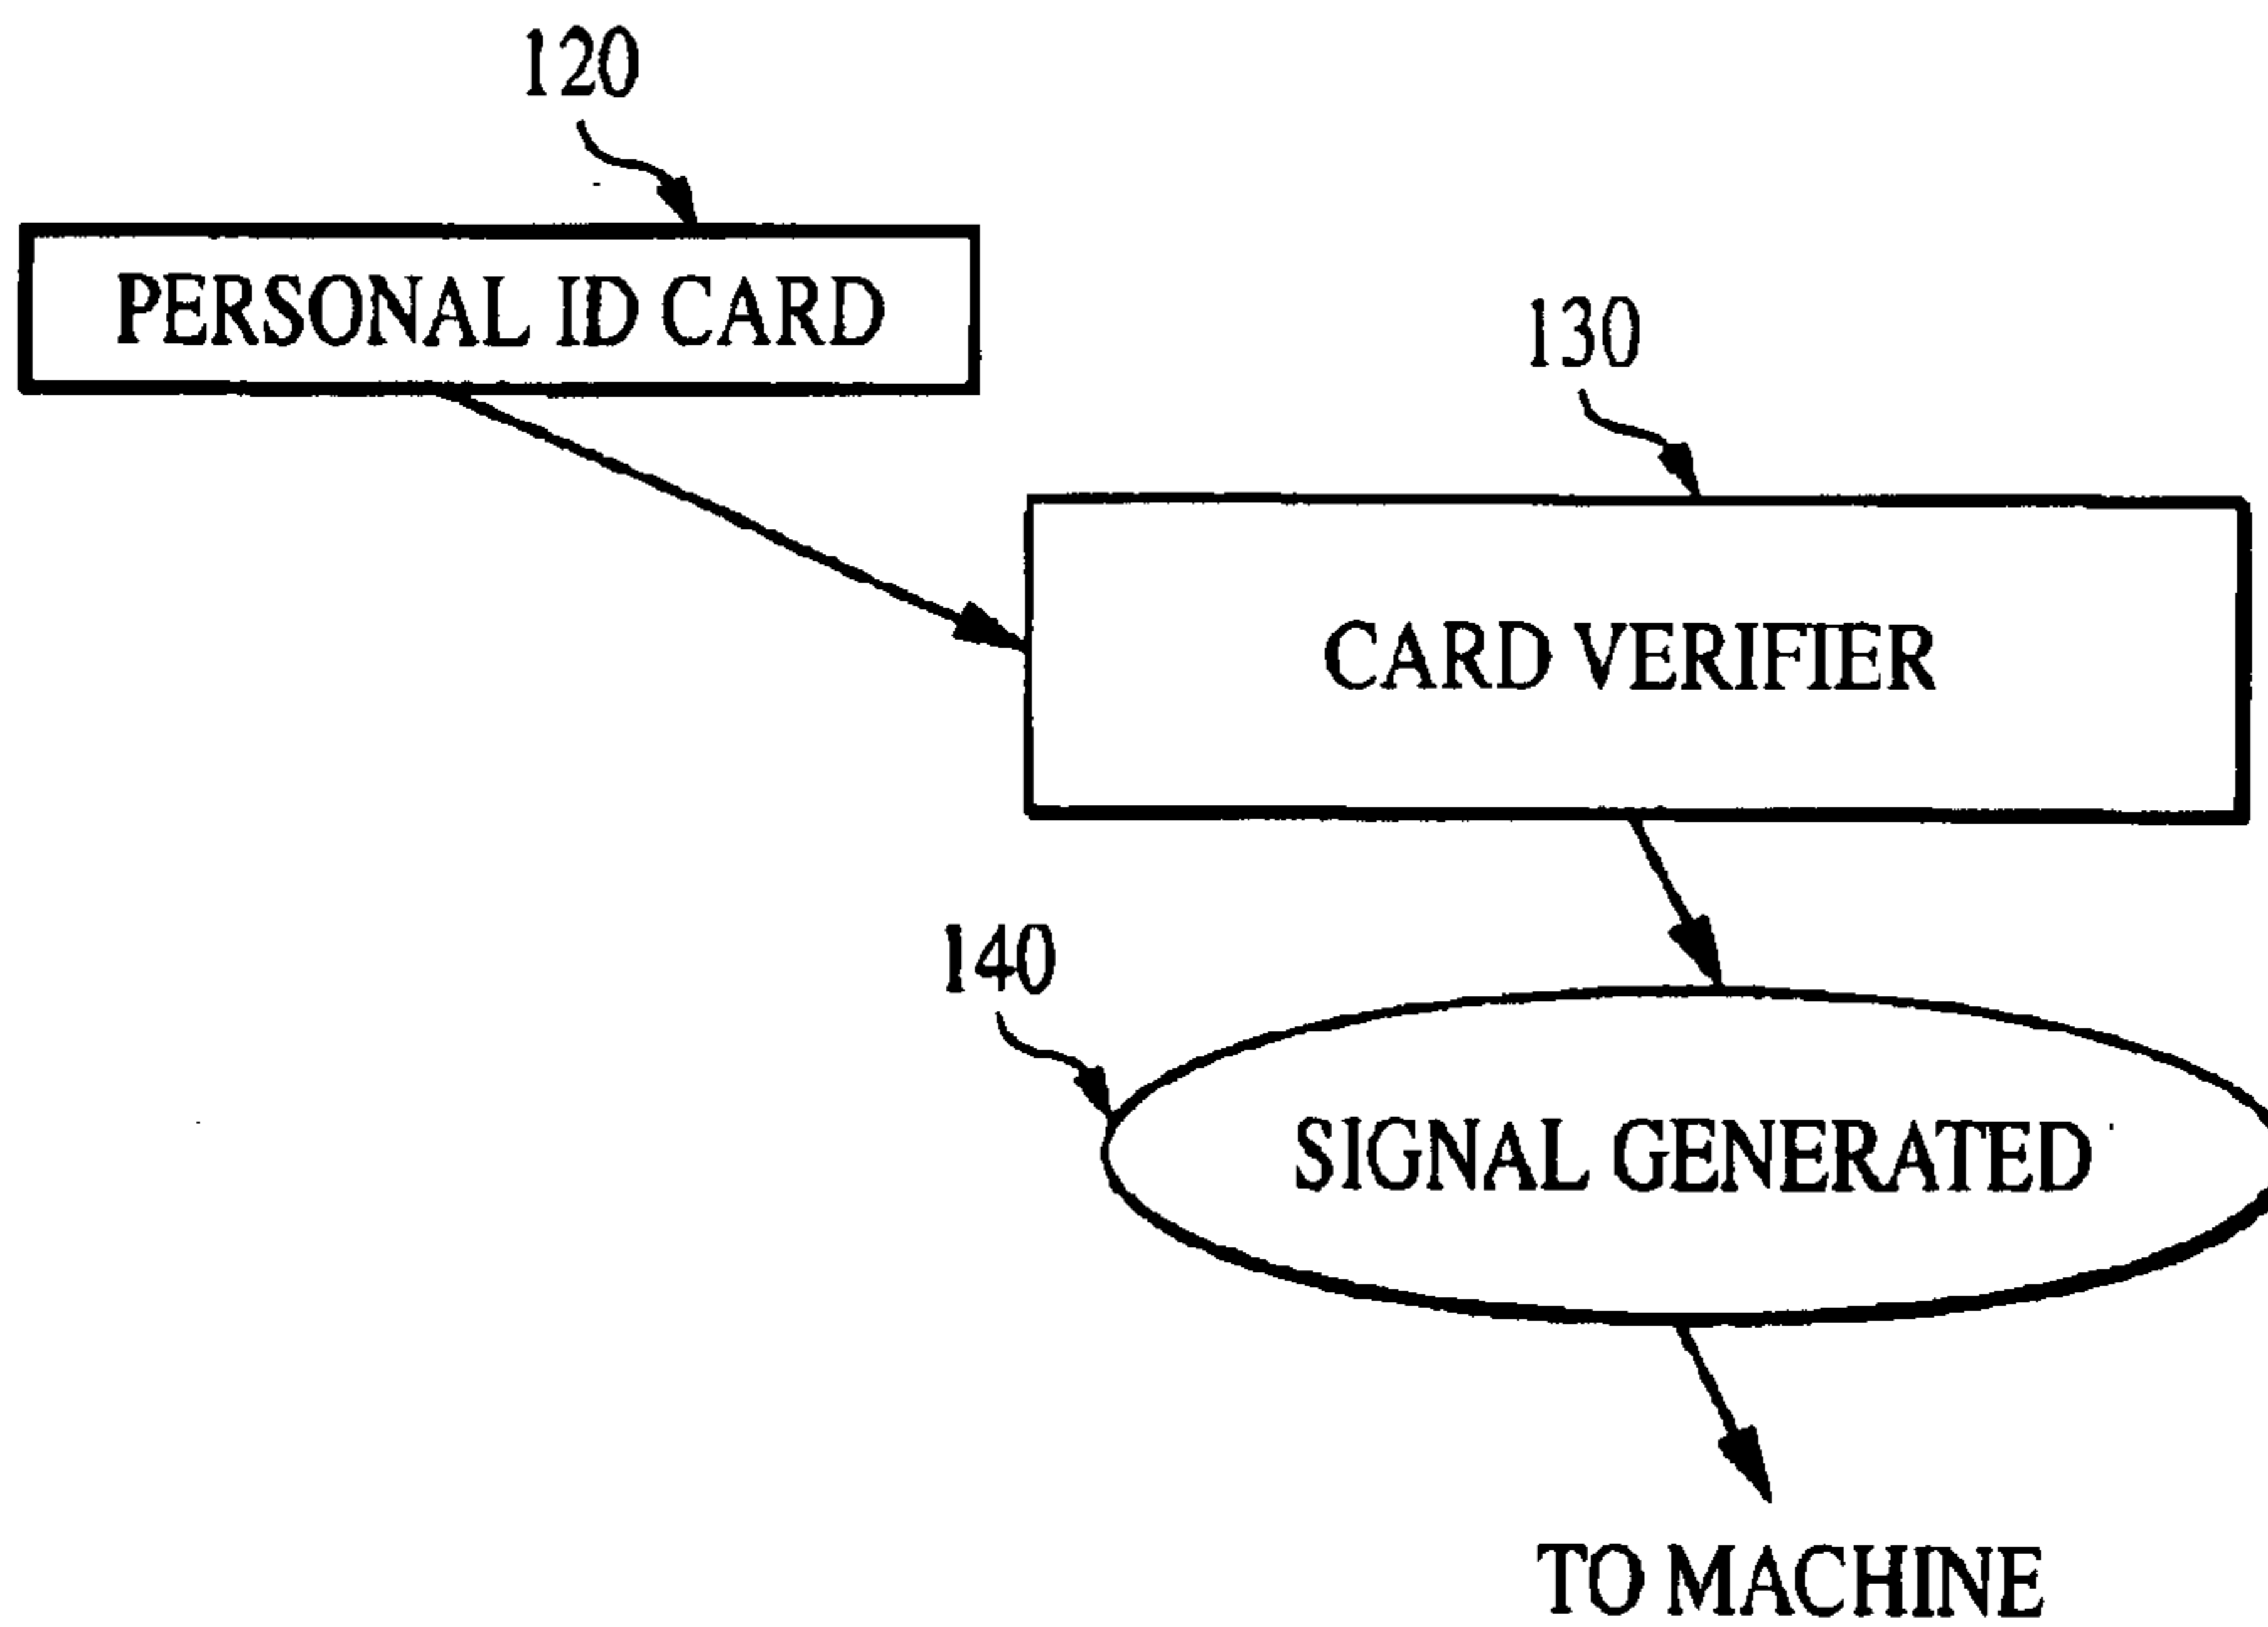 120
PERSONAL ID CARD
130
CARD VERIFIER
140
SIGNAL GENERATED
TO MACHINE